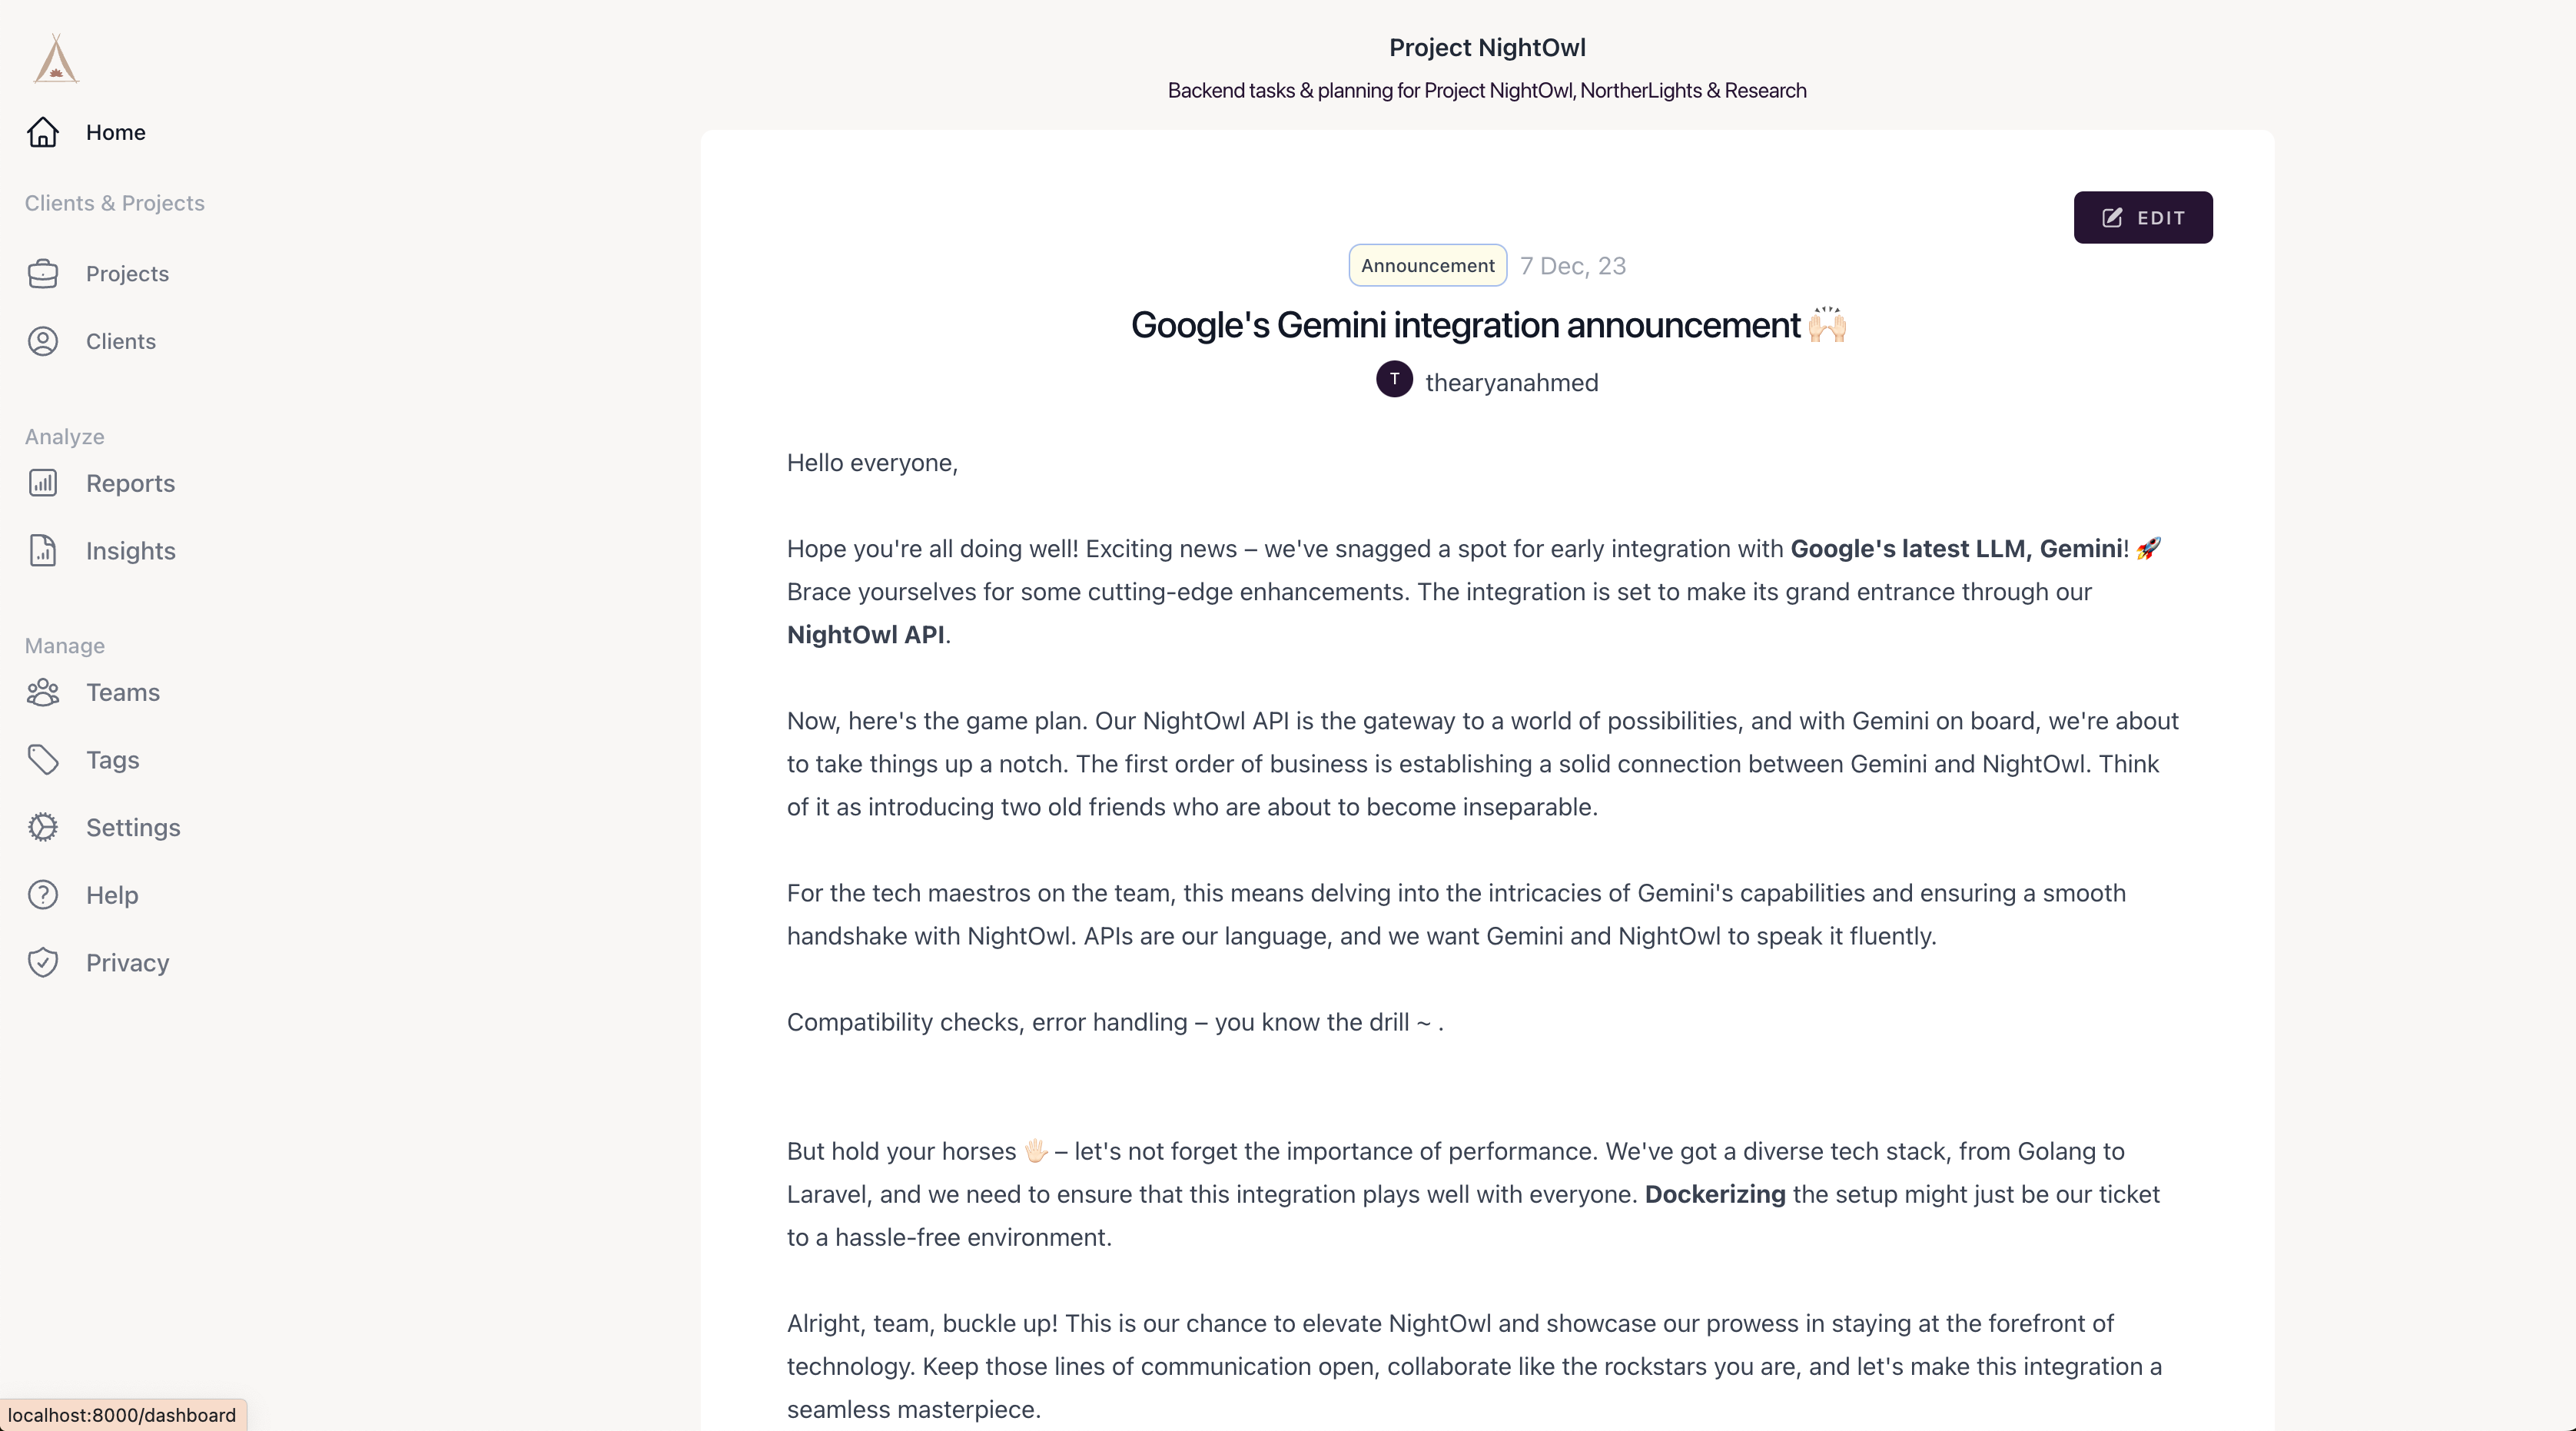 Home
Clients & Projects
Projects
Clients
Analyze
Reports
Insights
Manage
Teams
Tags
Settings
Help
Privacy
localhost:8000/dashboard
Project NightOwl
Backend tasks & planning for Project NightOwl, NortherLights & Research
EDIT
Announcement 7 Dec, 23
Google's Gemini integration announcement 🙌🏻
T thearyanahmed
Hello everyone,
Hope you're all doing well! Exciting news – we've snagged a spot for early integration with Google's latest LLM, Gemini! 🚀
Brace yourselves for some cutting-edge enhancements. The integration is set to make its grand entrance through our
NightOwl API.
Now, here's the game plan. Our NightOwl API is the gateway to a world of possibilities, and with Gemini on board, we're about
to take things up a notch. The first order of business is establishing a solid connection between Gemini and NightOwl. Think
of it as introducing two old friends who are about to become inseparable.
For the tech maestros on the team, this means delving into the intricacies of Gemini's capabilities and ensuring a smooth
handshake with NightOwl. APIs are our language, and we want Gemini and NightOwl to speak it fluently.
Compatibility checks, error handling – you know the drill ~ .
But hold your horses 🖐🏻 – let's not forget the importance of performance. We've got a diverse tech stack, from Golang to
Laravel, and we need to ensure that this integration plays well with everyone. Dockerizing the setup might just be our ticket
to a hassle-free environment.
Alright, team, buckle up! This is our chance to elevate NightOwl and showcase our prowess in staying at the forefront of
technology. Keep those lines of communication open, collaborate like the rockstars you are, and let's make this integration a
seamless masterpiece.